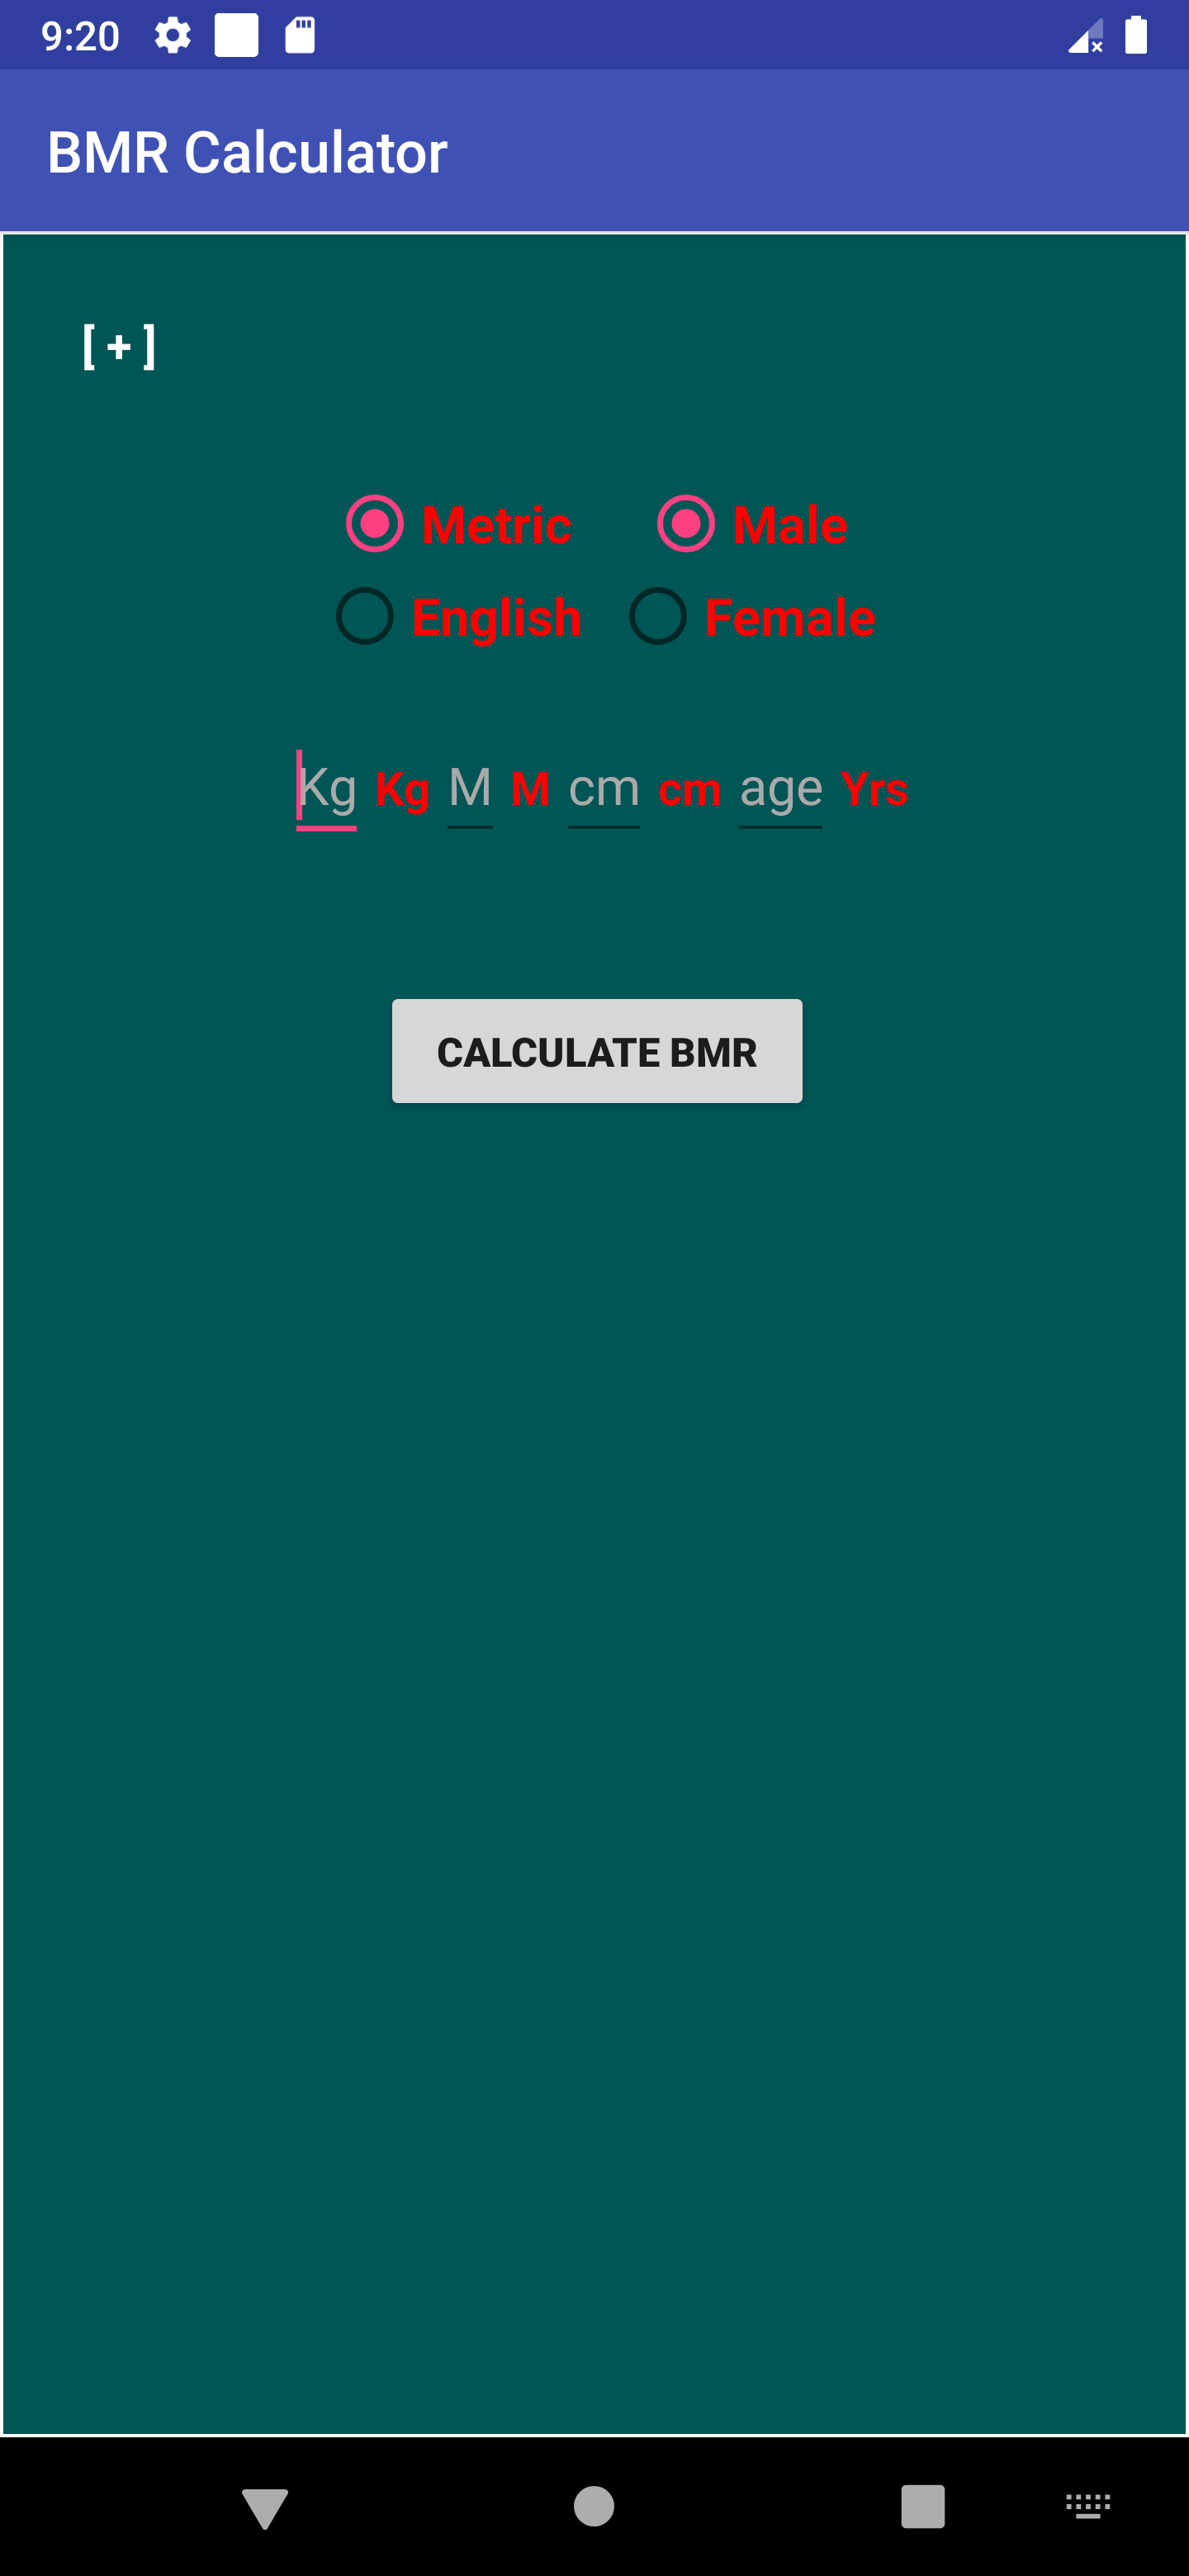 9:20
BMR Calculator
[ + ]
Metric Male
English Female
Kg Kg M M cm cm age Yrs
CALCULATE BMR